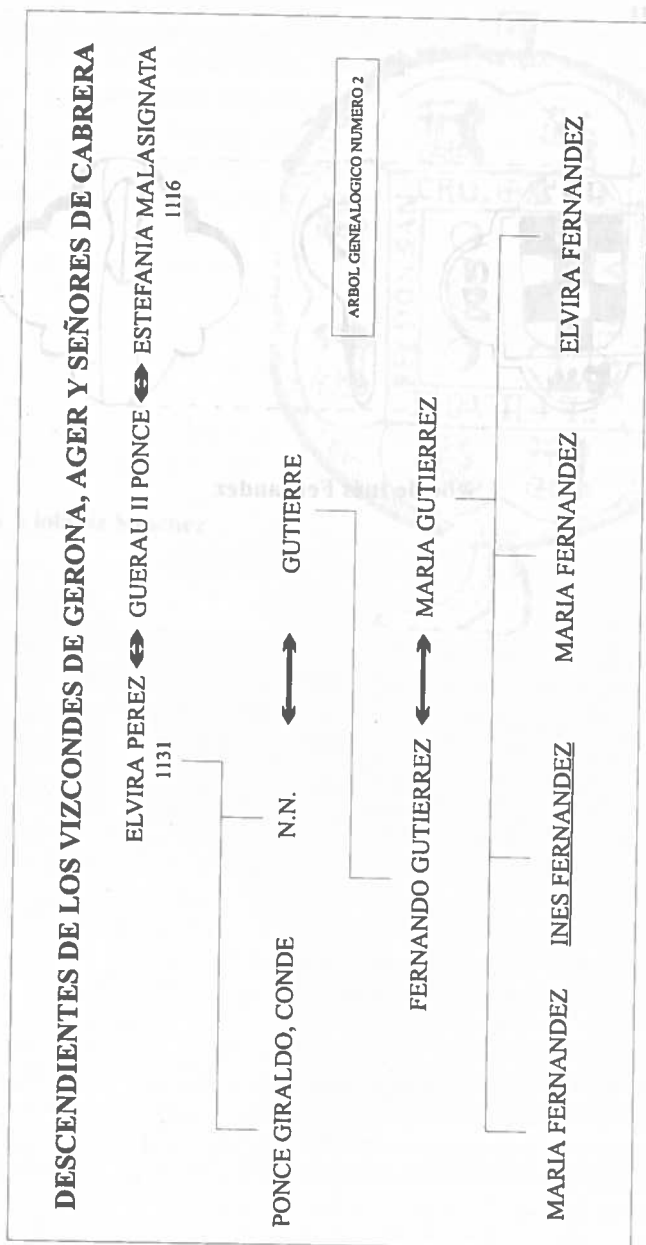 DESCENDIENTES DE LOS VIZCONDES DE GERONA, AGER Y SEÑORES DE CABRERA
ELVIRA PEREZ GUERAU II PONCE ESTEFANIA MALASIGNATA
1131 1116
PONCE GIRALDO, CONDE N.N. GUTIERRE
ARBOL GENEALOGICO NUMERO 2
FERNANDO GUTIERREZ MARIA GUTIERREZ
MARIA FERNANDEZ INES FERNANDEZ MARIA FERNANDEZ ELVIRA FERNANDEZ